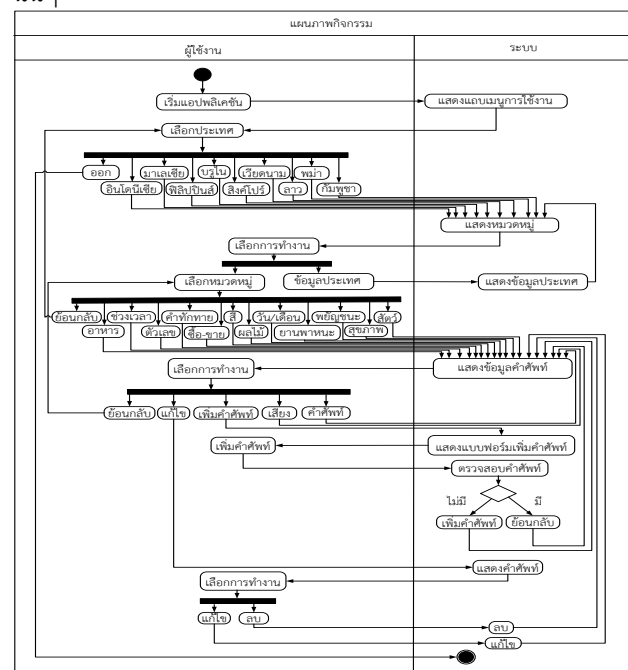 แผนภาพกิจกรรม
ผู้ใช้งาน ระบบ
เริ่มแอปพลิเคชัน แสดงแถบเมนูการใช้งาน
เลือกประเทศ
ออก มาเลเซีย บรูไน เวียดนาม พม่า
อินโดนีเซีย ฟิลิปปินส์ สิงค์โปร์ ลาว กัมพูชา
แสดงหมวดหมู่
เลือกการทำงาน
เลือกหมวดหมู่ ข้อมูลประเทศ แสดงข้อมูลประเทศ
ย้อนกลับ ช่วงเวลา คำทักทาย สี วัน/เดือน พยัญชนะ สัตว์
อาหาร ตัวเลข ซื้อ-ขาย ผลไม้ ยานพาหนะ สุขภาพ
เลือกการทำงาน แสดงข้อมูลคำศัพท์
ย้อนกลับ แก้ไข เพิ่มคำศัพท์ เสียง คำศัพท์
เพิ่มคำศัพท์ แสดงแบบฟอร์มเพิ่มคำศัพท์
ตรวจสอบคำศัพท์
ไม่มี มี
เพิ่มคำศัพท์ ย้อนกลับ
แสดงคำศัพท์
เลือกการทำงาน
แก้ไข ลบ
ลบ
แก้ไข